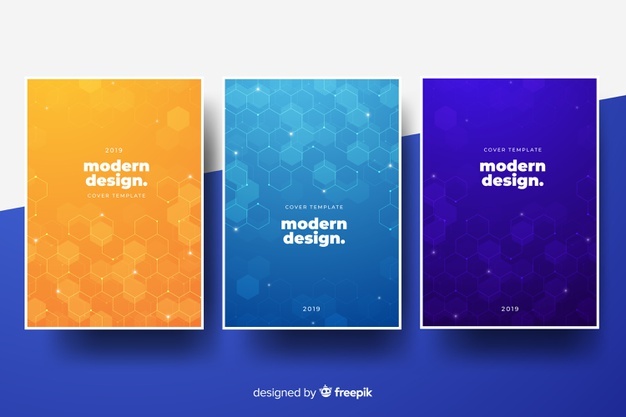 2019
modern
design.
COVER TEMPLATE
COVER TEMPLATE
modern
design.
2019
COVER TEMPLATE
modern
design.
2019
designed by freepik